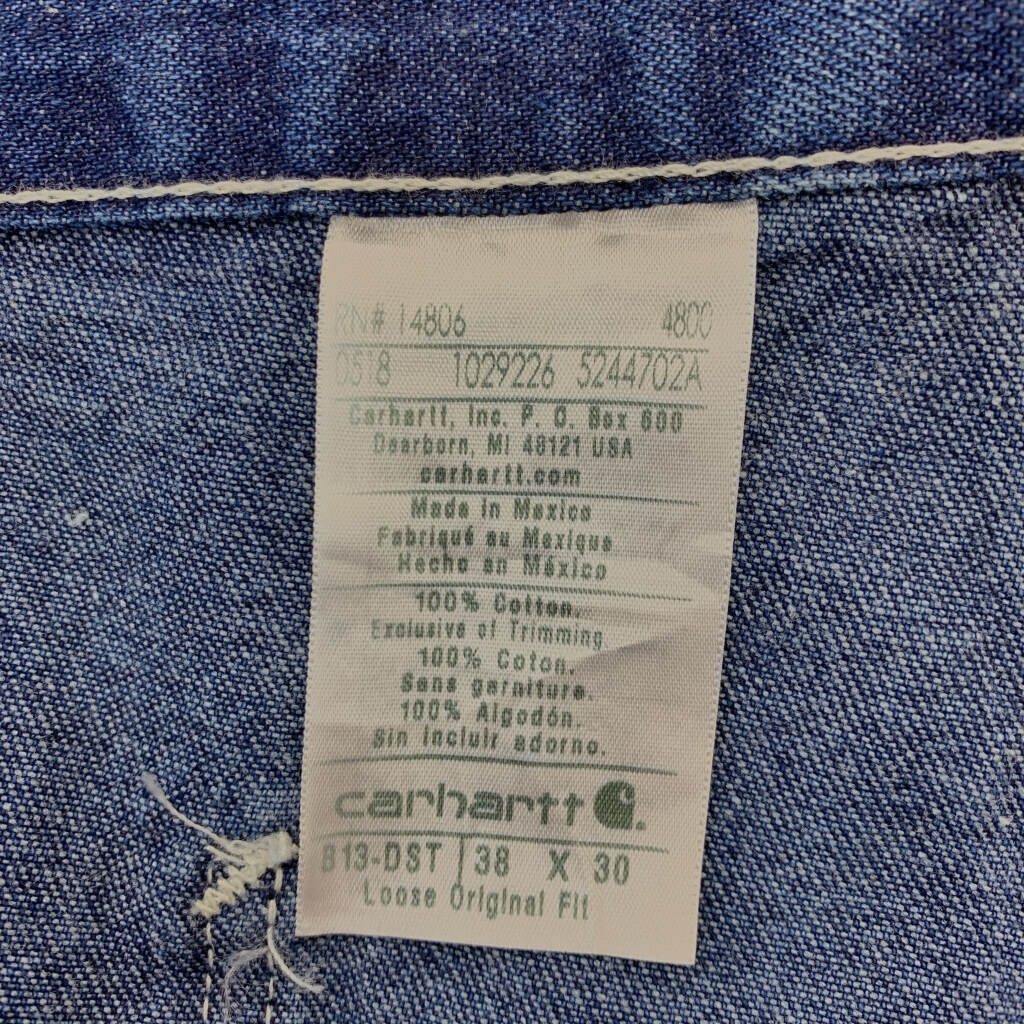 RN# 14806 4800
0518 1029226 5244702A
Carhartt, Inc. P. O. Box 600
Dearborn, MI 48121 USA
carhartt.com
Made in Mexico
Fabriqué au Mexique
Hecho en México
100% Cotton.
Exclusive of Trimming
100% Coton.
Sans garniture.
100% Algodón.
Sin incluir adorno.
carhartt
B13-DST 38 X 30
Loose Original Fit